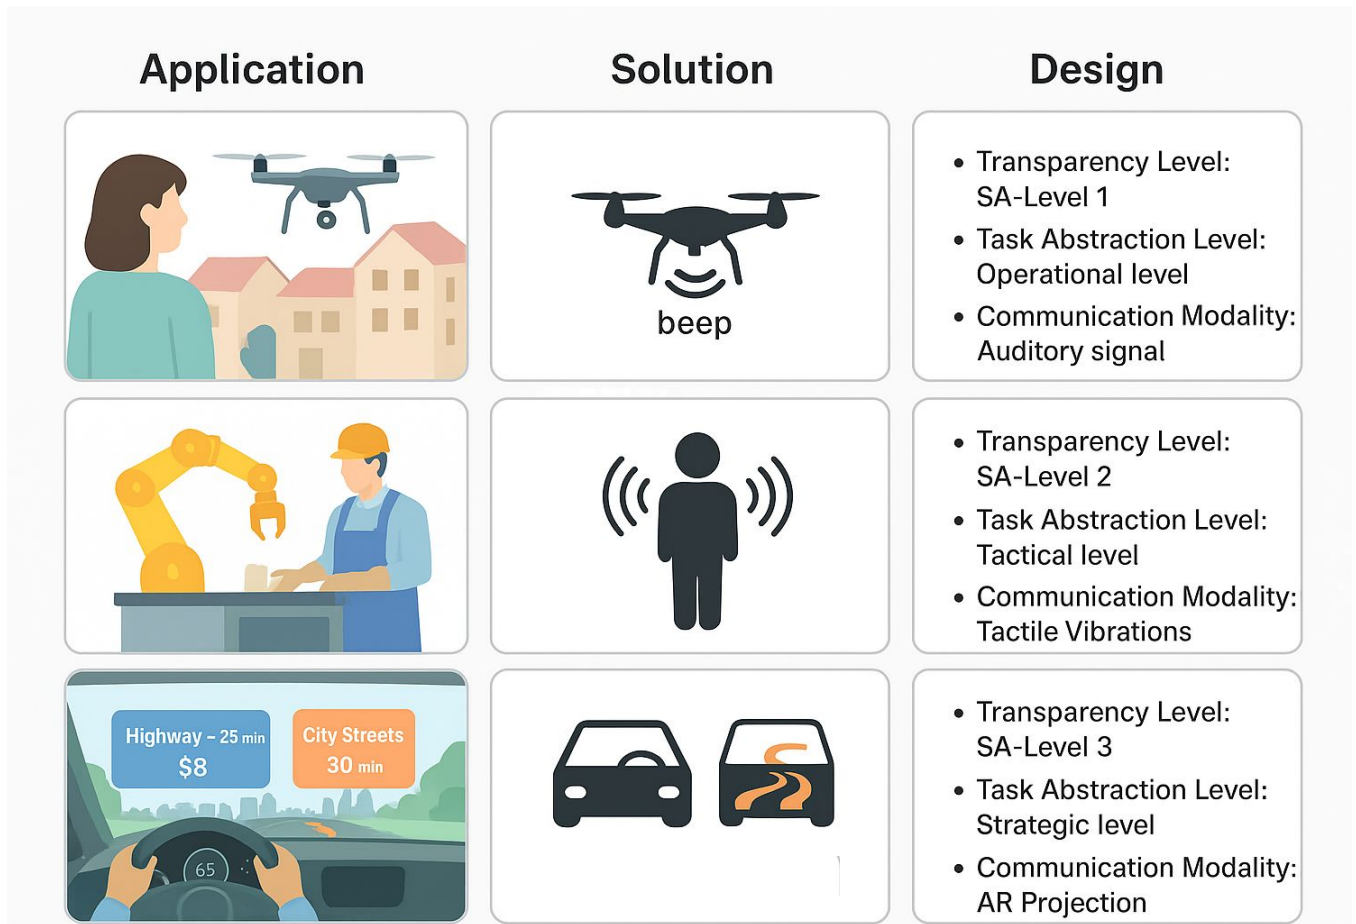 Application
Solution
Design
beep
• Transparency Level:
SA-Level 1
• Task Abstraction Level:
Operational level
• Communication Modality:
Auditory signal
• Transparency Level:
SA-Level 2
• Task Abstraction Level:
Tactical level
• Communication Modality:
Tactile Vibrations
Highway – 25 min
$8
City Streets
30 min
65
• Transparency Level:
SA-Level 3
• Task Abstraction Level:
Strategic level
• Communication Modality:
AR Projection